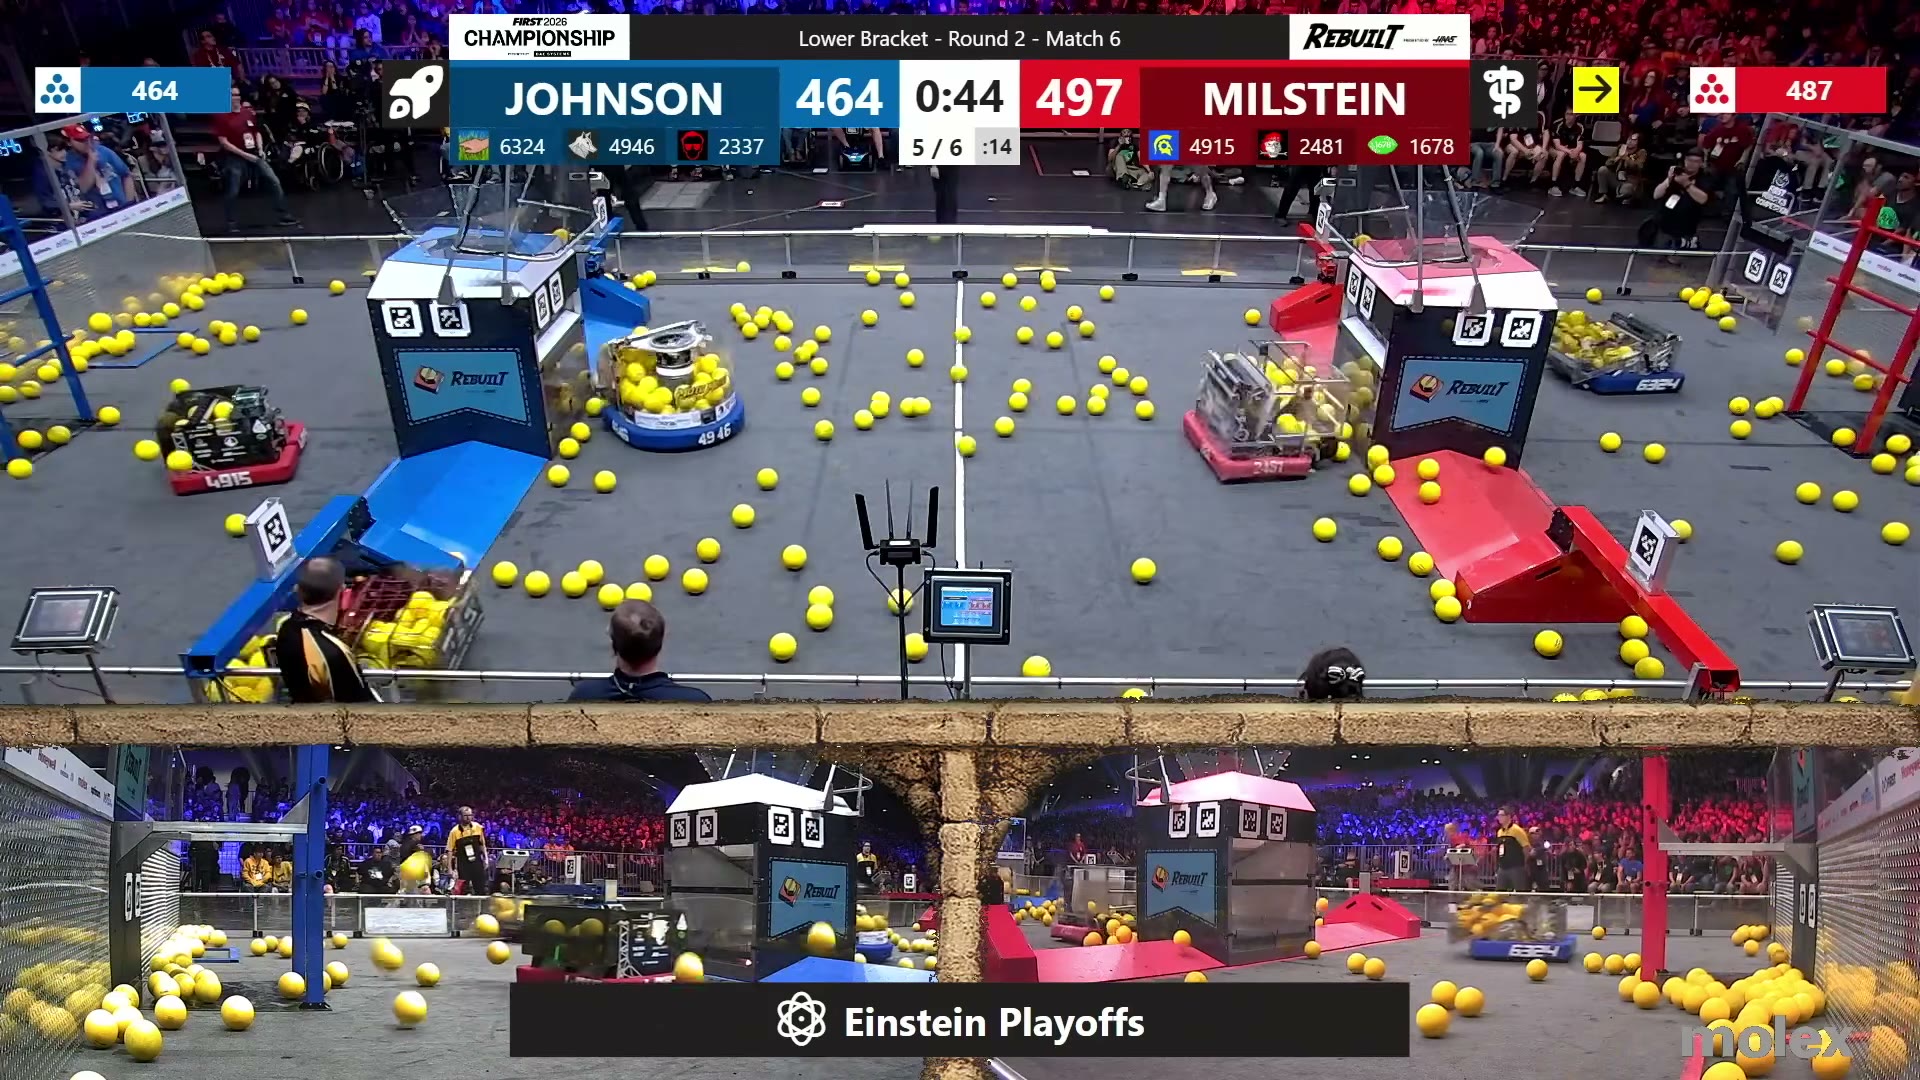 FIRST 2026
CHAMPIONSHIP
Lower Bracket - Round 2 - Match 6
REBUILT
464
JOHNSON
464
0:44
497
MILSTEIN
487
6324
4946
2337
5 / 6
:14
4915
2481
1678
REBUILT
REBUILT
6324
4946
4915
2481
REBUILT
REBUILT
6324
Einstein Playoffs
molex